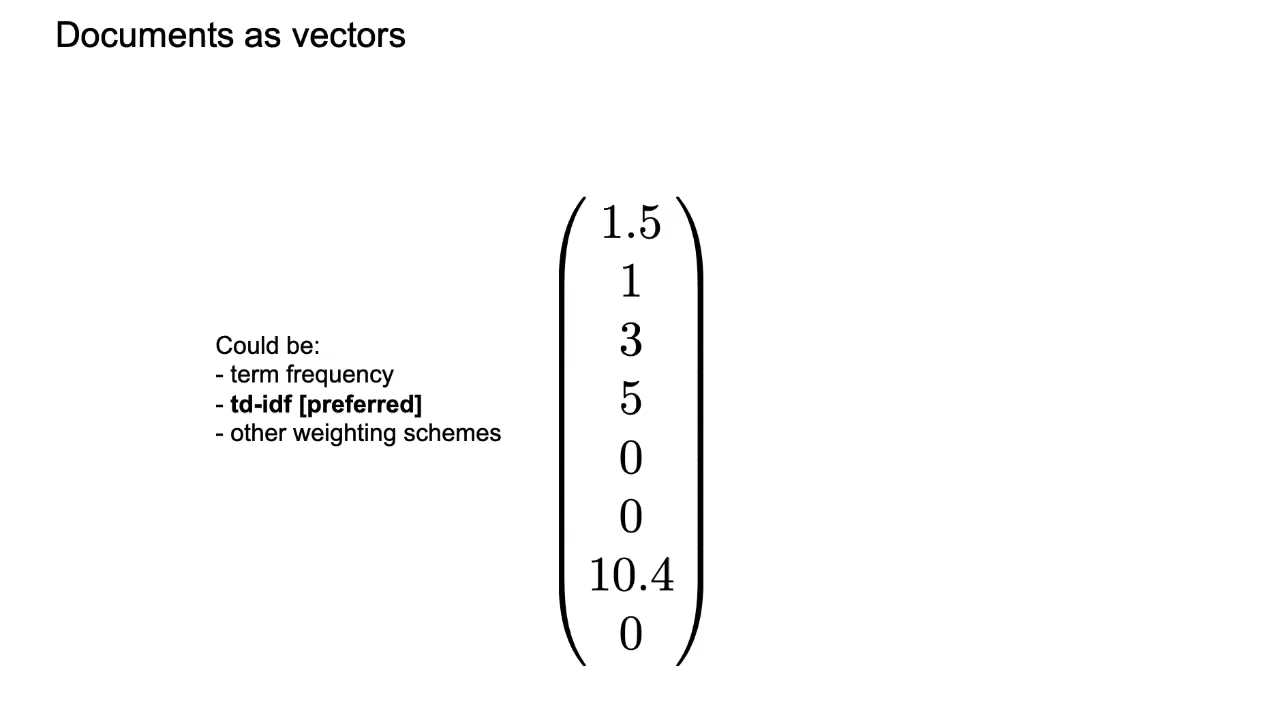 Documents as vectors
Could be:
- term frequency
- td-idf [preferred]
- other weighting schemes
1.5
1
3
5
0
0
10.4
0